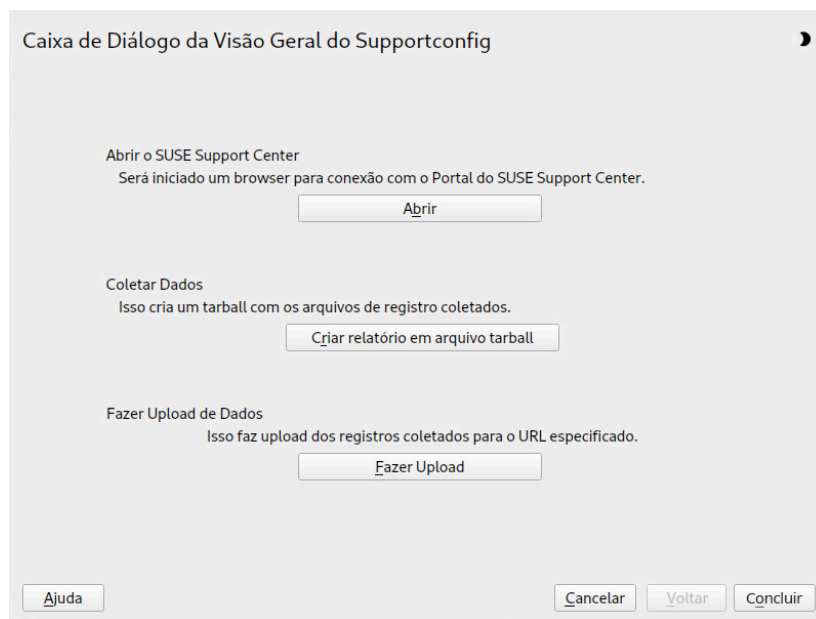 Caixa de Diálogo da Visão Geral do Supportconfig
Abrir o SUSE Support Center
Será iniciado um browser para conexão com o Portal do SUSE Support Center.
Abrir
Coletar Dados
Isso cria um tarball com os arquivos de registro coletados.
Criar relatório em arquivo tarball
Fazer Upload de Dados
Isso faz upload dos registros coletados para o URL especificado.
Fazer Upload
Ajuda Cancelar Voltar Concluir